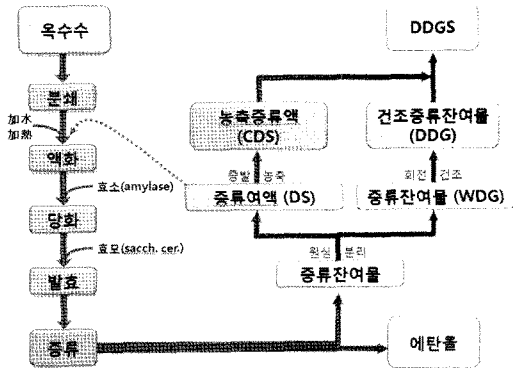 옥수수
분쇄
加水
加熱
액화
효소(amylase)
당화
효모(sacch. cer.)
발효
증류
DDGS
농축증류액
(CDS)
건조증류잔여물
(DDG)
증발 농축
회전 건조
증류여액 (DS)
증류잔여물 (WDG)
원심 분리
증류잔여물
에탄올